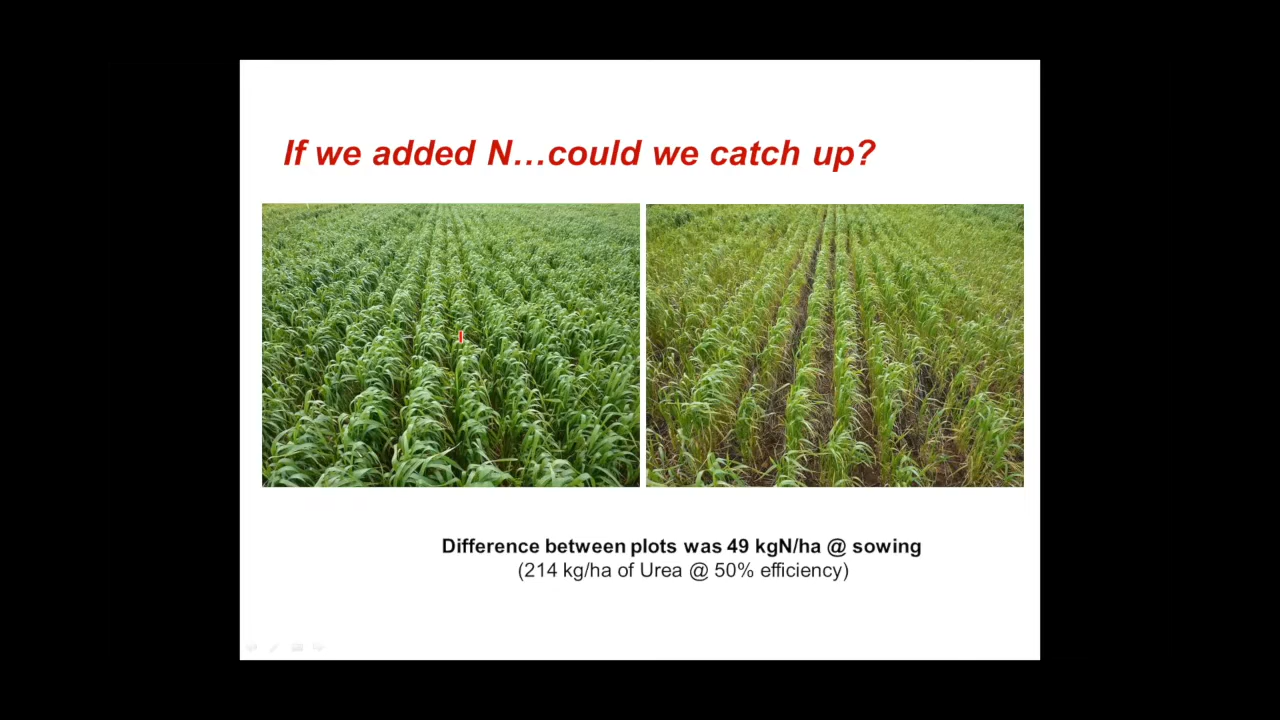 If we added N…could we catch up?
Difference between plots was 49 kgN/ha @ sowing
(214 kg/ha of Urea @ 50% efficiency)